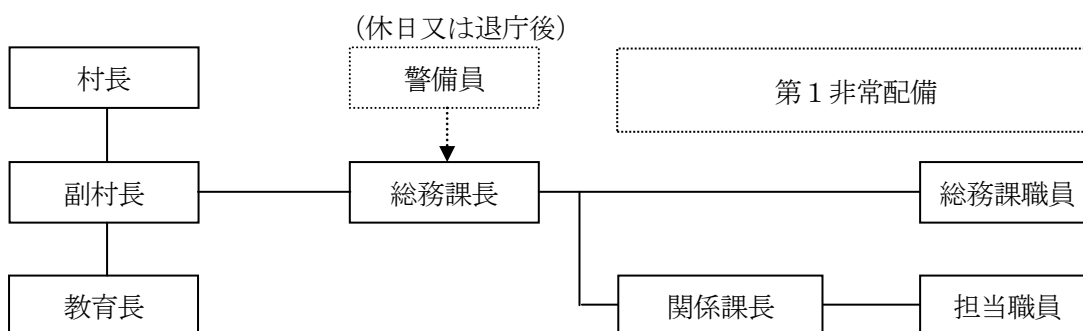 （休日又は退庁後）
村長
警備員
第１非常配備
副村長
総務課長
総務課職員
教育長
関係課長
担当職員